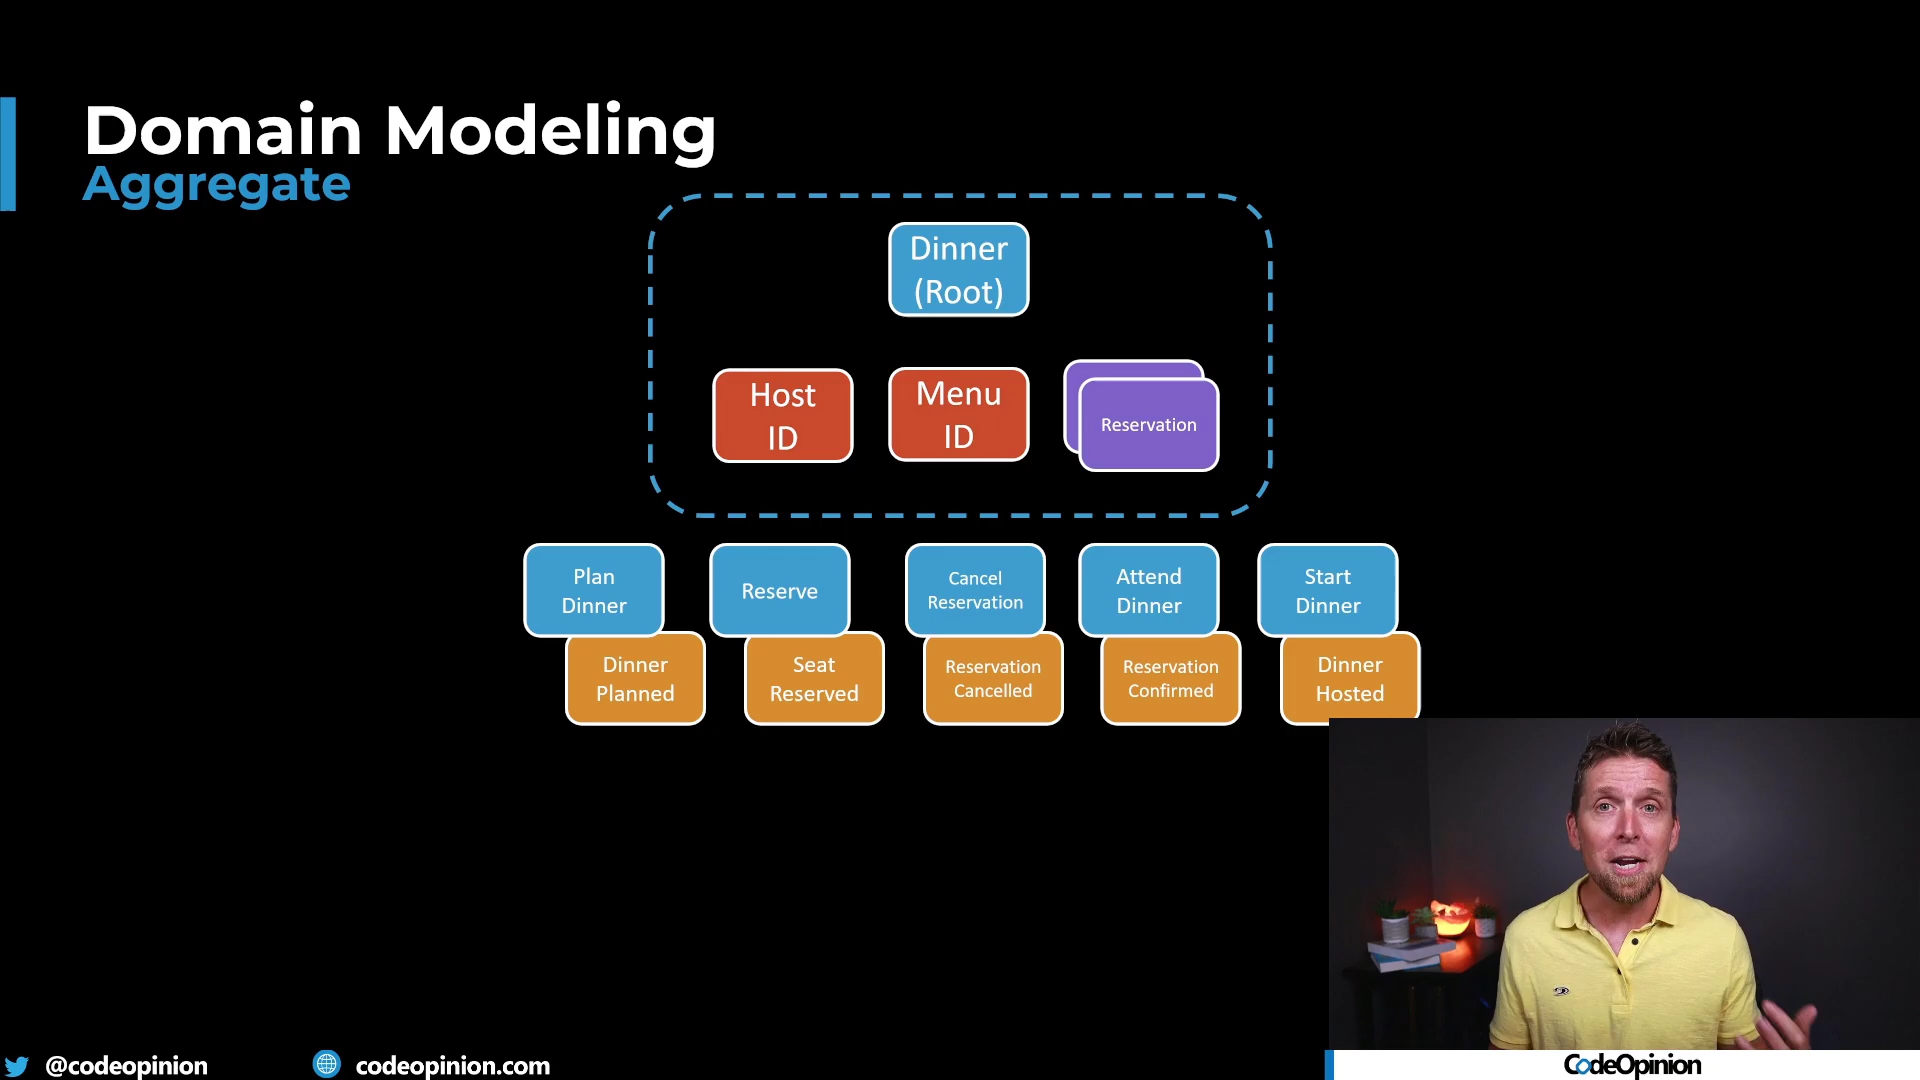 Domain Modeling
Aggregate
Dinner
(Root)
Host
ID
Menu
ID
Reservation
Plan
Dinner
Reserve
Cancel
Reservation
Attend
Dinner
Start
Dinner
Dinner
Planned
Seat
Reserved
Reservation
Cancelled
Reservation
Confirmed
Dinner
Hosted
@codeopinion
codeopinion.com
CodeOpinion